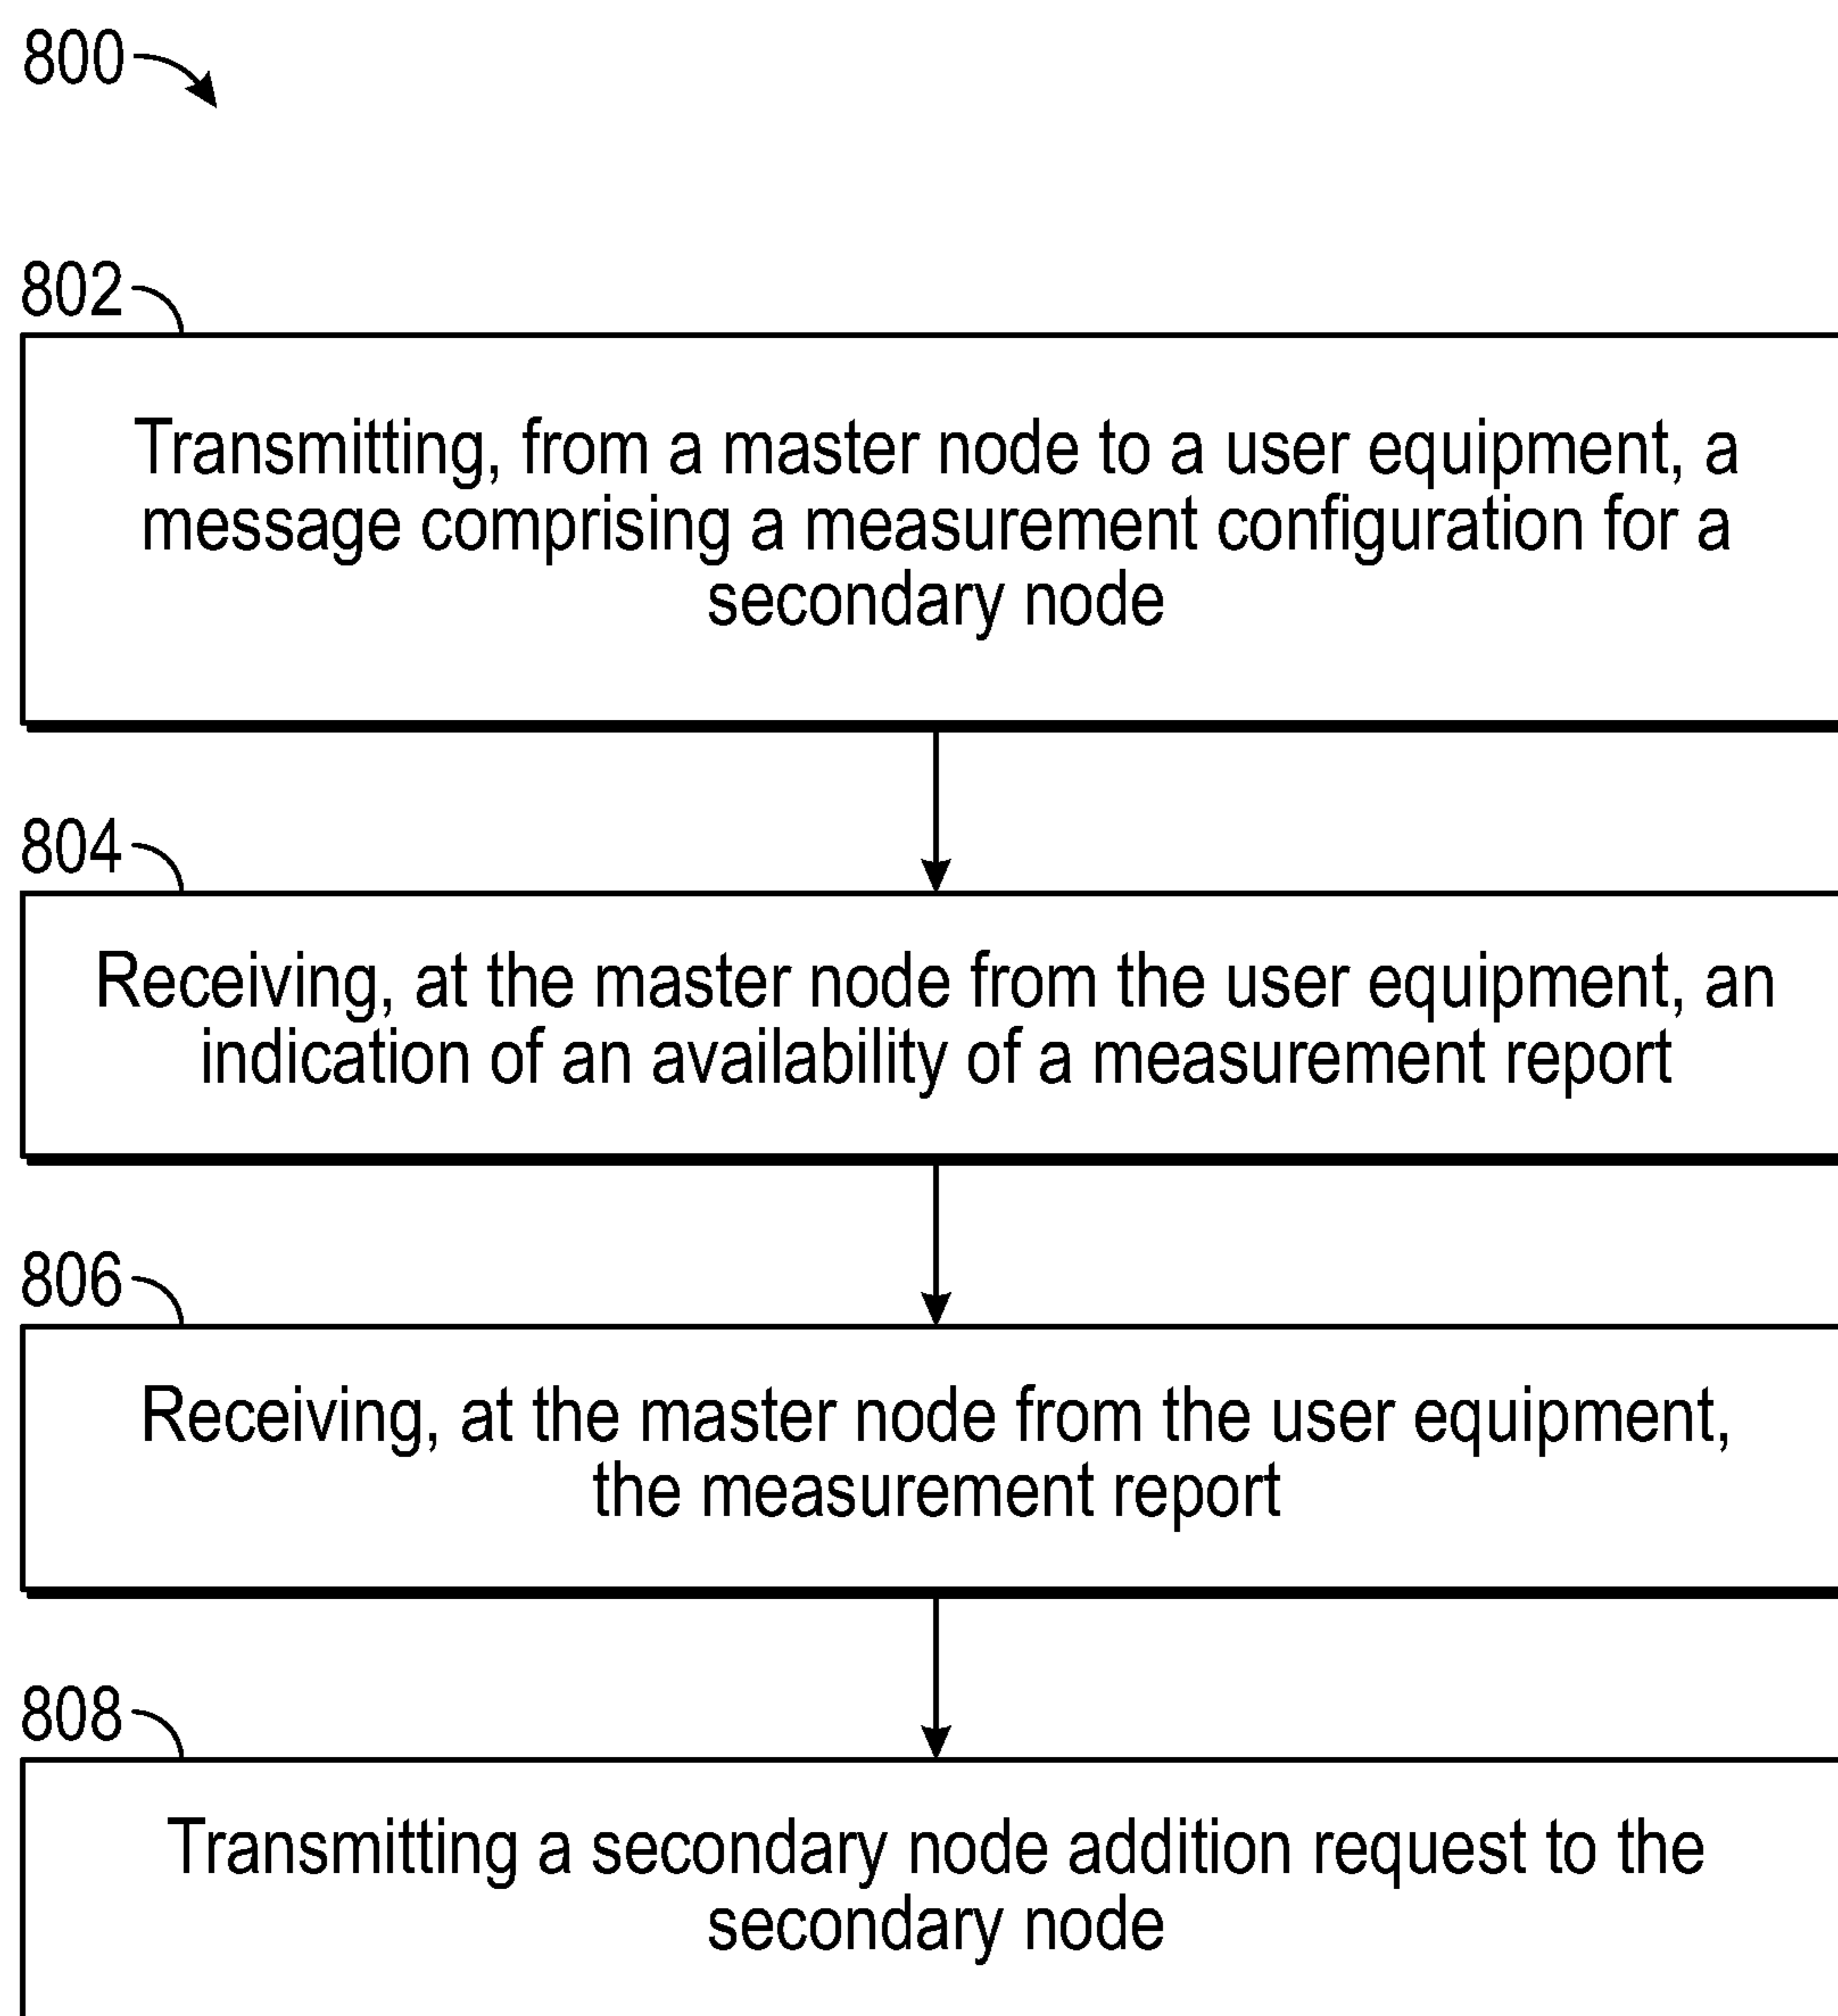 800
802
Transmitting, from a master node to a user equipment, a
message comprising a measurement configuration for a
secondary node
804
Receiving, at the master node from the user equipment, an
indication of an availability of a measurement report
806
Receiving, at the master node from the user equipment,
the measurement report
808
Transmitting a secondary node addition request to the
secondary node